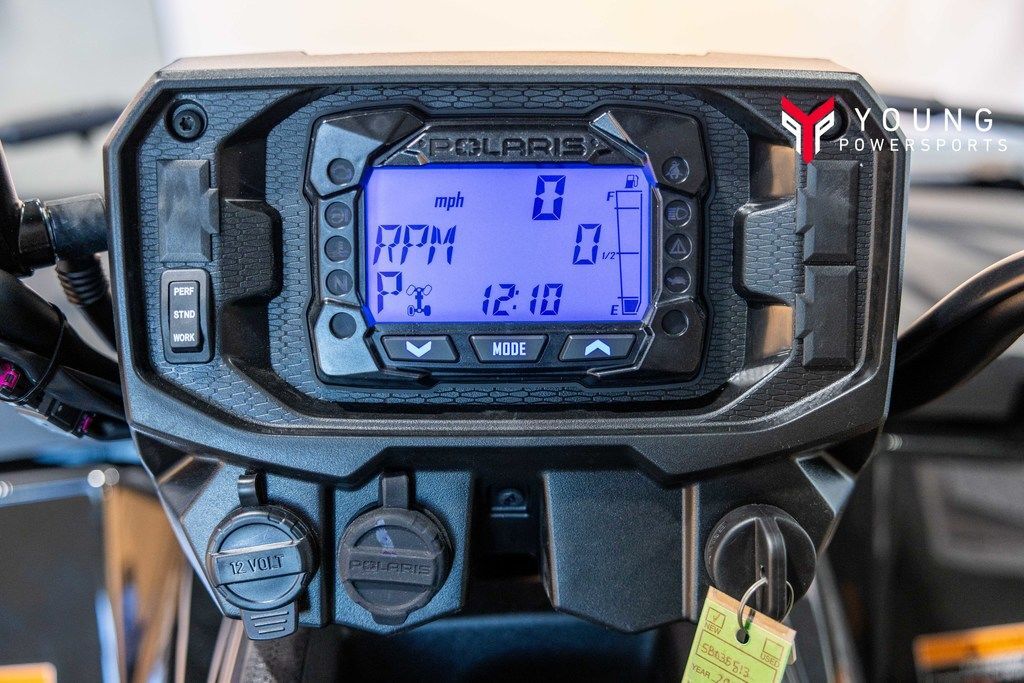 YOUNG
POWERSPORTS
POLARIS
mph 0
F
RPM 0
1/2
P 12:10
E
N
PERF
STND
WORK
MODE
12 VOLT
POLARIS
NEW
USED
YEAR